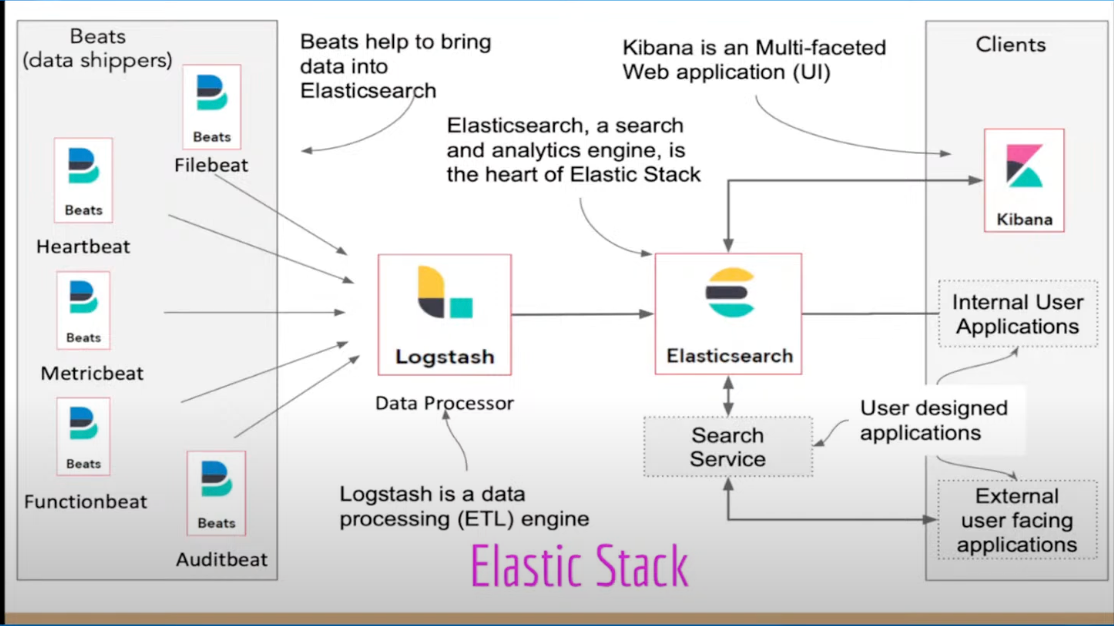 Beats
(data shippers)
Beats
Filebeat
Beats
Heartbeat
Beats
Metricbeat
Beats
Functionbeat
Beats
Auditbeat
Beats help to bring
data into
Elasticsearch
Elasticsearch, a search
and analytics engine, is
the heart of Elastic Stack
Kibana is an Multi-faceted
Web application (UI)
Logstash
Data Processor
Logstash is a data
processing (ETL) engine
Elasticsearch
Search
Service
Clients
Kibana
Internal User
Applications
User designed
applications
External
user facing
applications
Elastic Stack